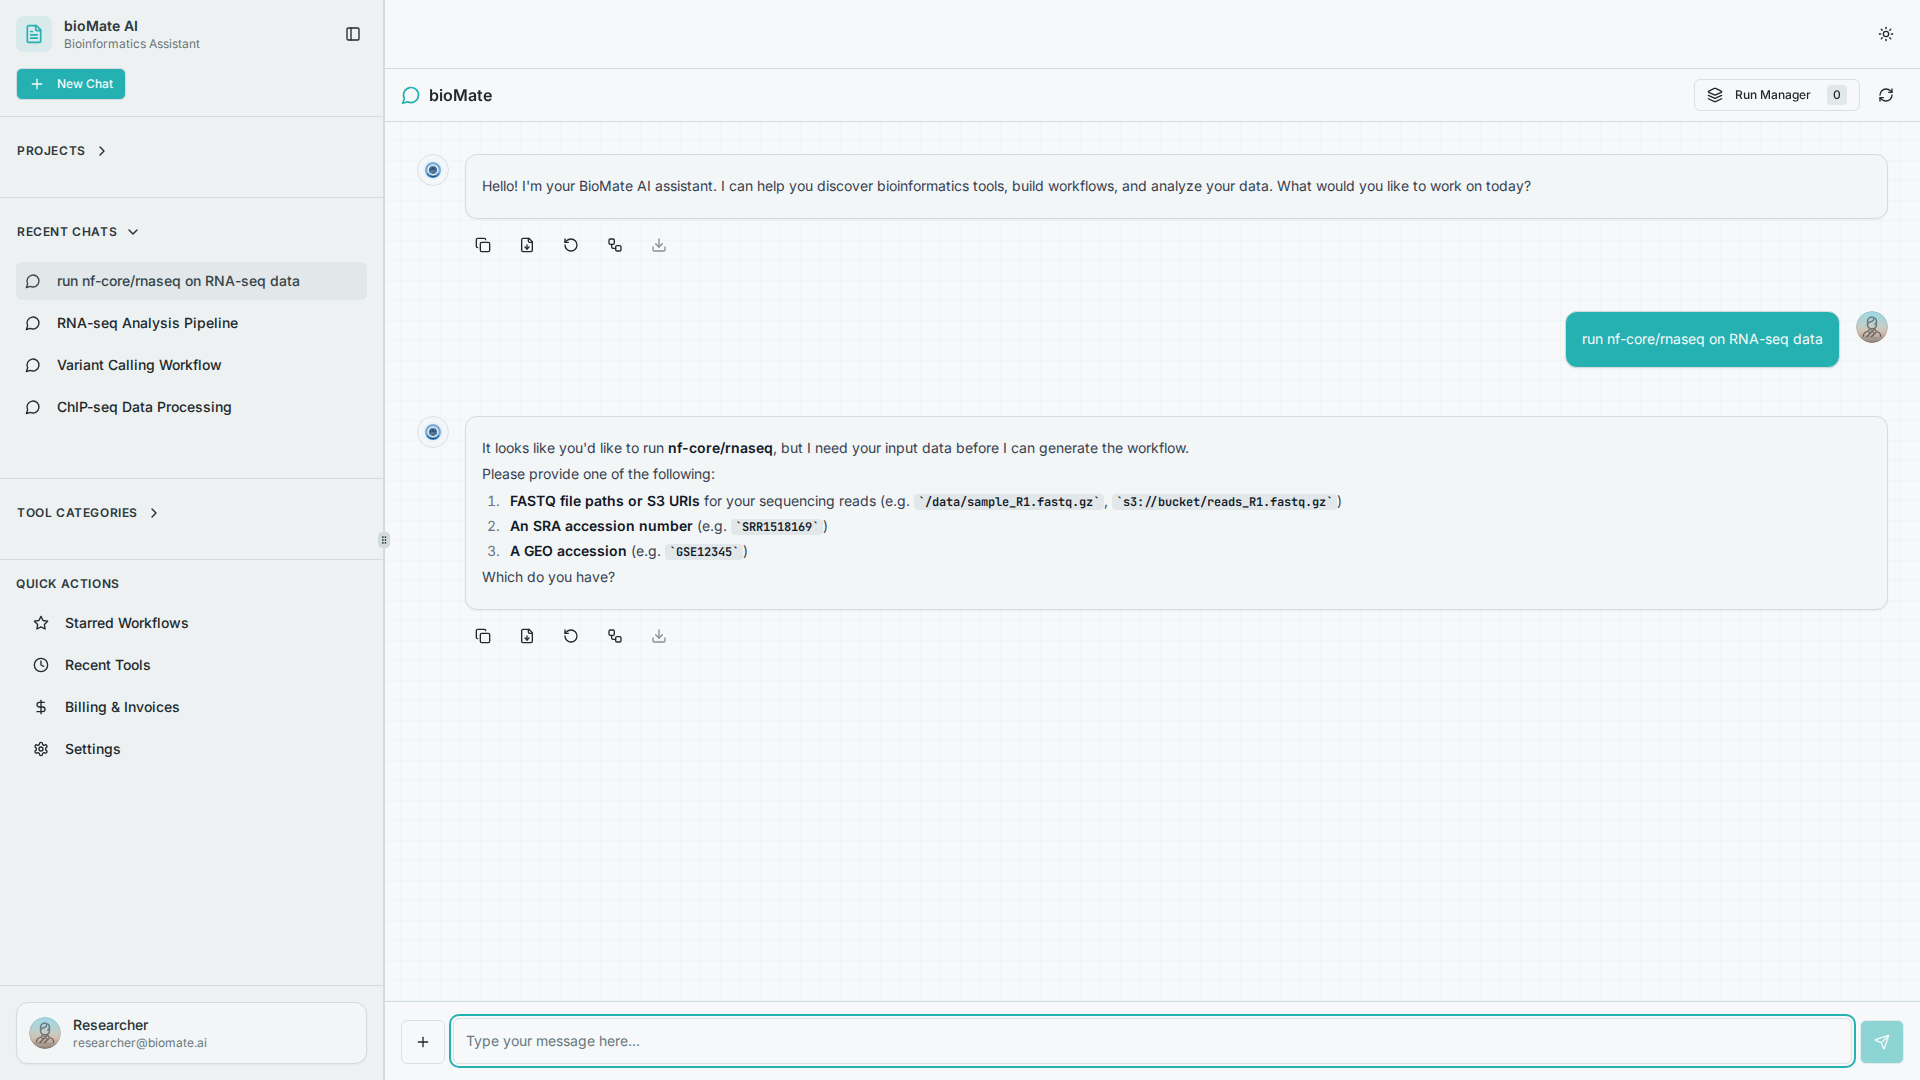 bioMate AI
Bioinformatics Assistant
New Chat
PROJECTS
RECENT CHATS
run nf-core/rnaseq on RNA-seq data
RNA-seq Analysis Pipeline
Variant Calling Workflow
ChIP-seq Data Processing
TOOL CATEGORIES
QUICK ACTIONS
Starred Workflows
Recent Tools
Billing & Invoices
Settings
Researcher
researcher@biomate.ai
bioMate
Run Manager 0
Hello! I'm your BioMate AI assistant. I can help you discover bioinformatics tools, build workflows, and analyze your data. What would you like to work on today?
run nf-core/rnaseq on RNA-seq data
It looks like you'd like to run nf-core/rnaseq, but I need your input data before I can generate the workflow.
Please provide one of the following:
1. FASTQ file paths or S3 URIs for your sequencing reads (e.g. `/data/sample_R1.fastq.gz`, `s3://bucket/reads_R1.fastq.gz`)
2. An SRA accession number (e.g. `SRR1518169`)
3. A GEO accession (e.g. `GSE12345`)
Which do you have?
Type your message here...